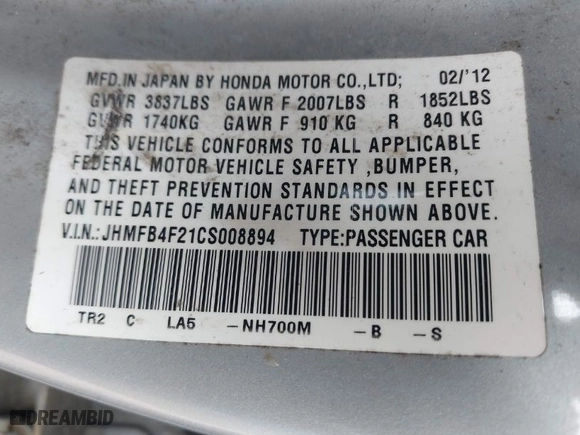 MFD.IN JAPAN BY HONDA MOTOR CO.,LTD; 02/'12
GVWR 3837LBS GAWR F 2007LBS R 1852LBS
GVWR 1740KG GAWR F 910 KG R 840 KG
THIS VEHICLE CONFORMS TO ALL APPLICABLE
FEDERAL MOTOR VEHICLE SAFETY ,BUMPER,
AND THEFT PREVENTION STANDARDS IN EFFECT
ON THE DATE OF MANUFACTURE SHOWN ABOVE.
V.I.N.:JHMFB4F21CS008894 TYPE:PASSENGER CAR
TR2 C LA5 -NH700M -B -S
DREAMBID